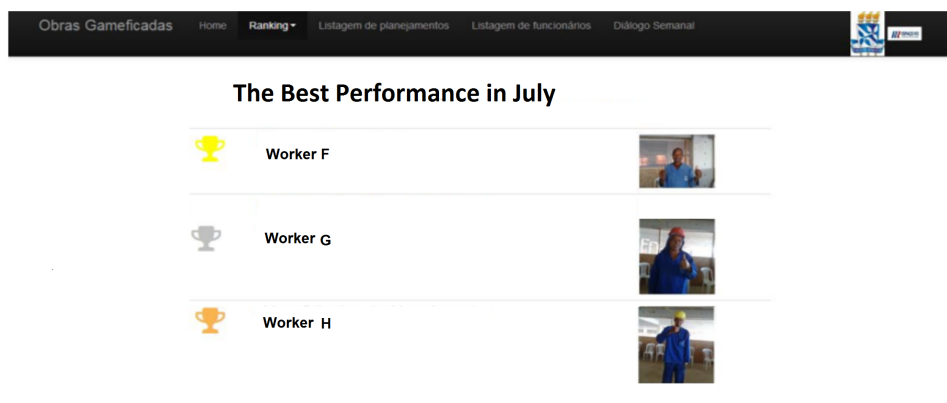 Obras Gameficadas Home Ranking Listagem de planejamentos Listagem de funcionários Diálogo Semanal
The Best Performance in July
Worker F
Worker G
Worker H